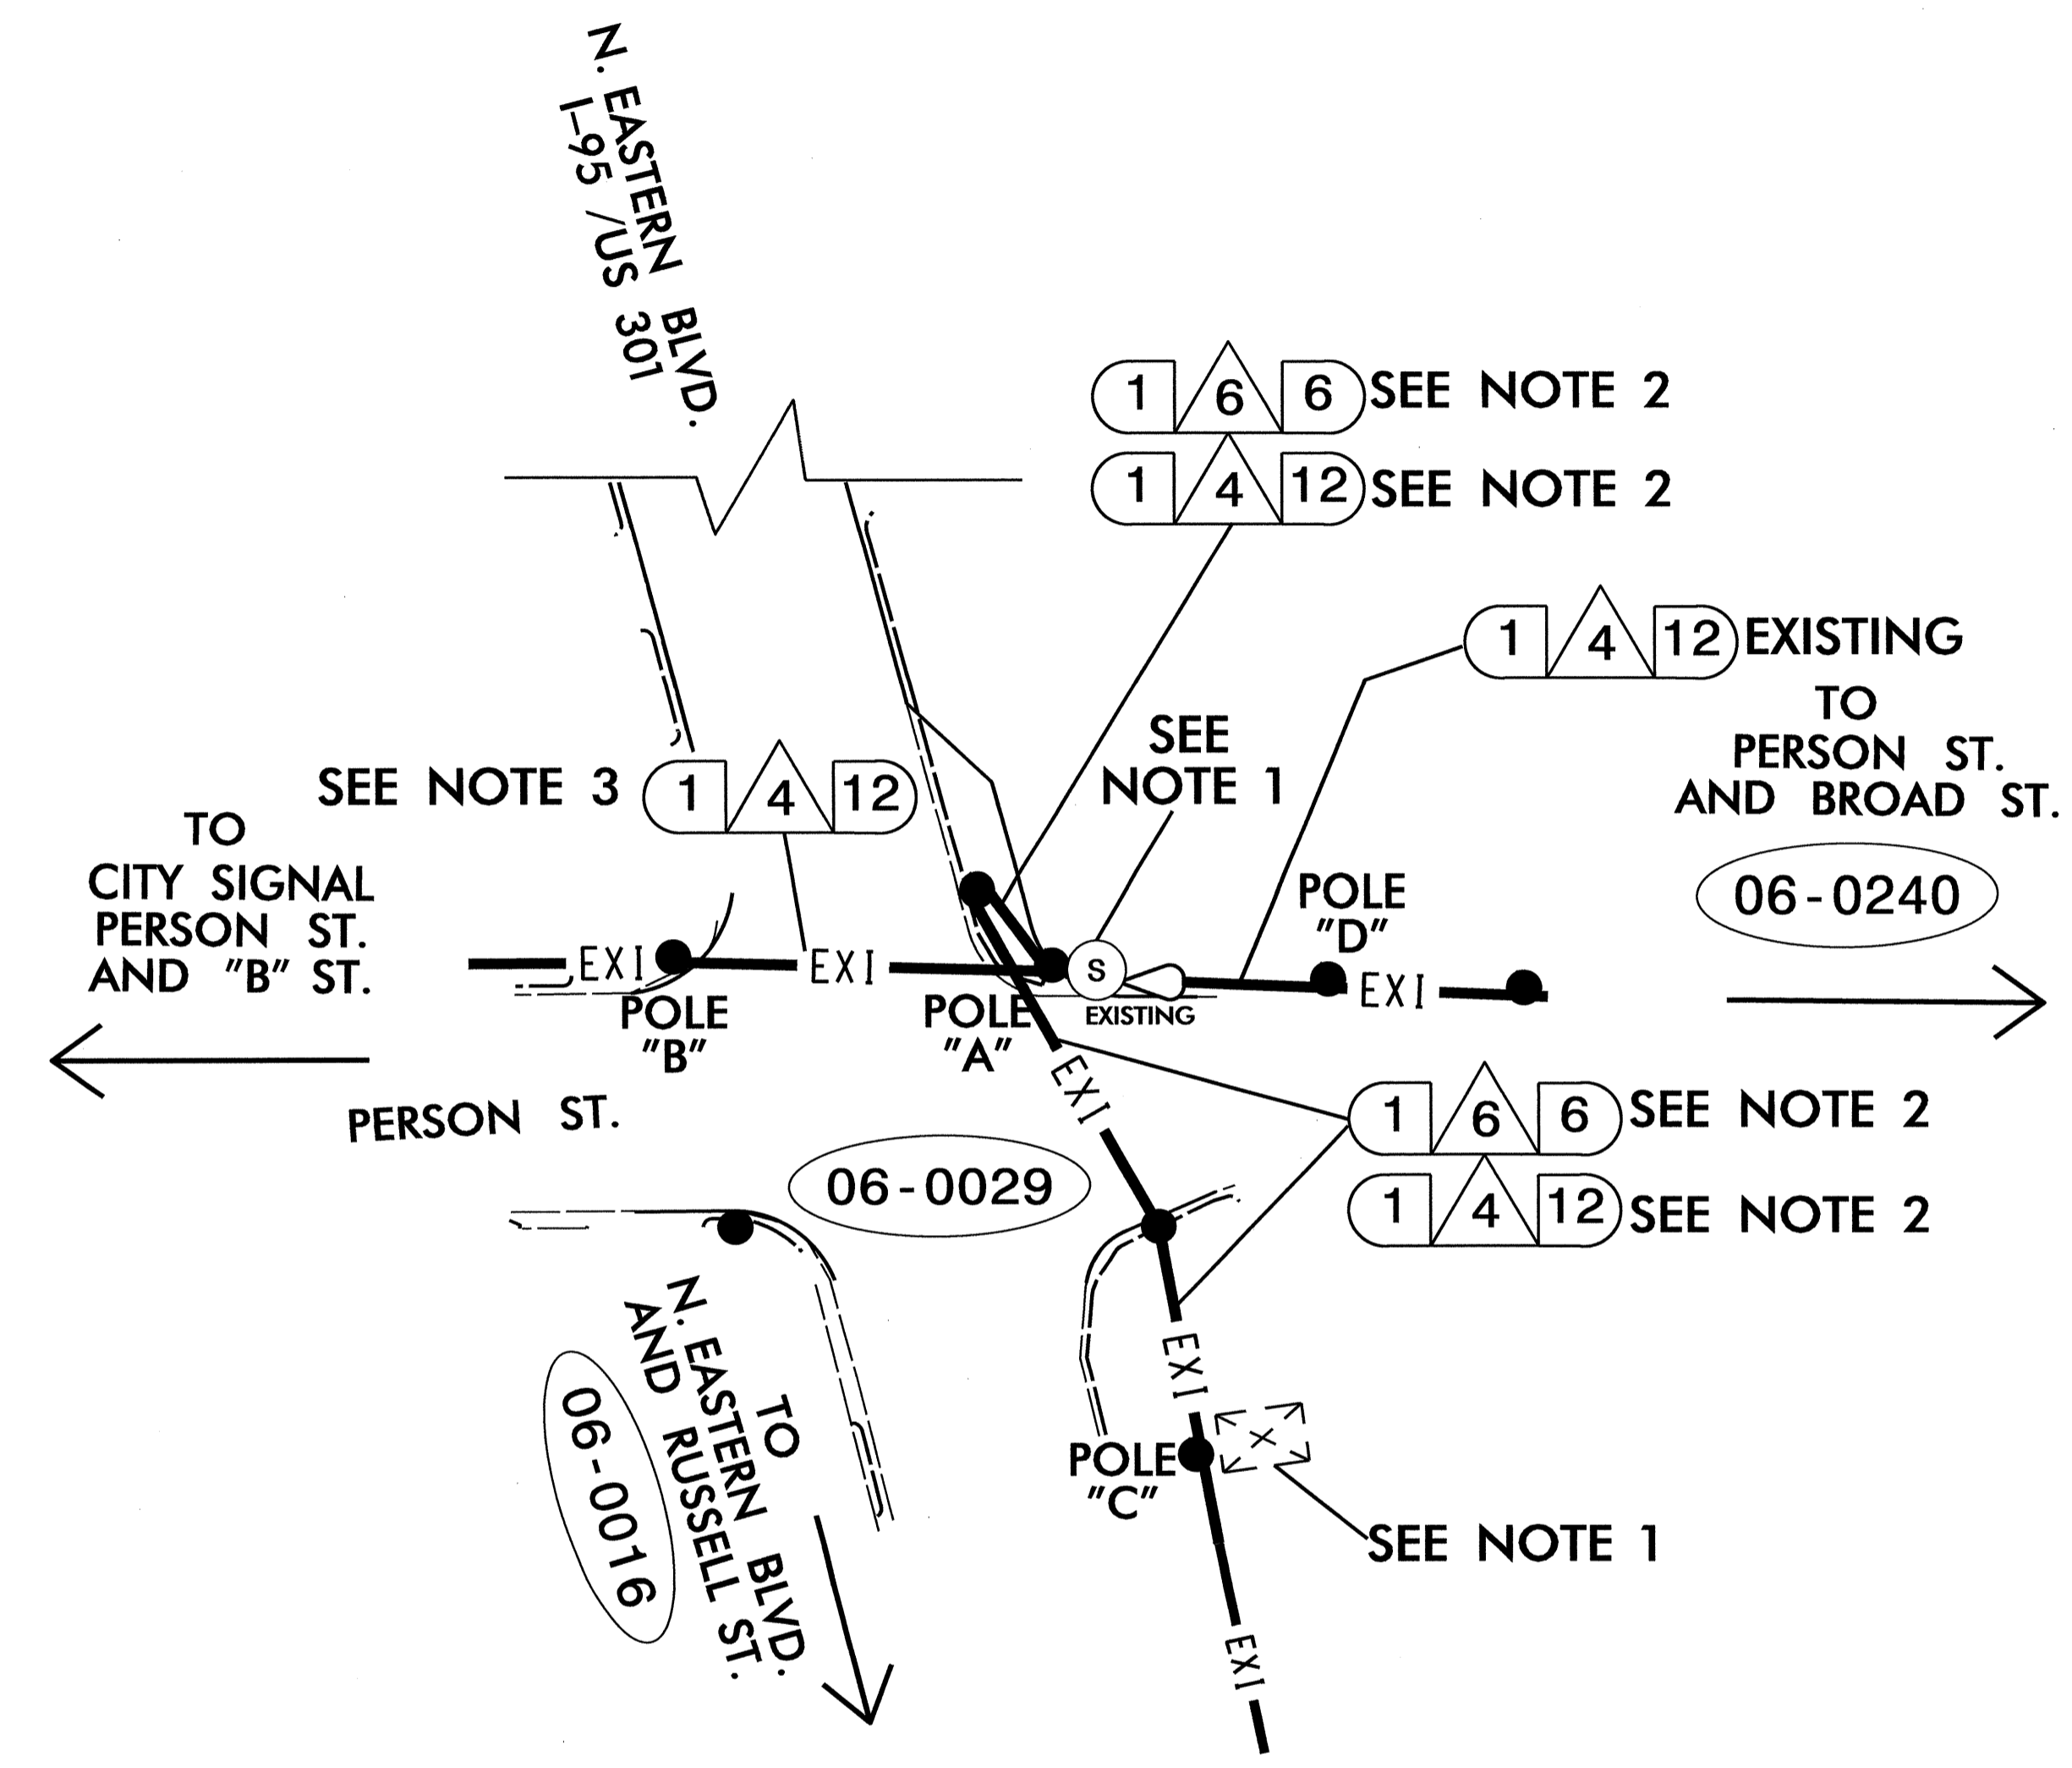 N. EASTERN BLVD.
I-95 /US 301
1 6 6 SEE NOTE 2
1 4 12 SEE NOTE 2
1 4 12 EXISTING
TO
PERSON ST.
AND BROAD ST.
06-0240
SEE
NOTE 1
SEE NOTE 3 1 4 12
TO
CITY SIGNAL
PERSON ST.
AND "B" ST.
EXI
EXI
S
POLE
"D"
EXI
POLE
"B"
POLE
"A"
EXISTING
EXI
PERSON ST.
06-0029
1 6 6 SEE NOTE 2
1 4 12 SEE NOTE 2
TO
N. EASTERN BLVD.
AND RUSSELL ST.
06-0016
EXI
POLE
"C"
X
SEE NOTE 1
EXI